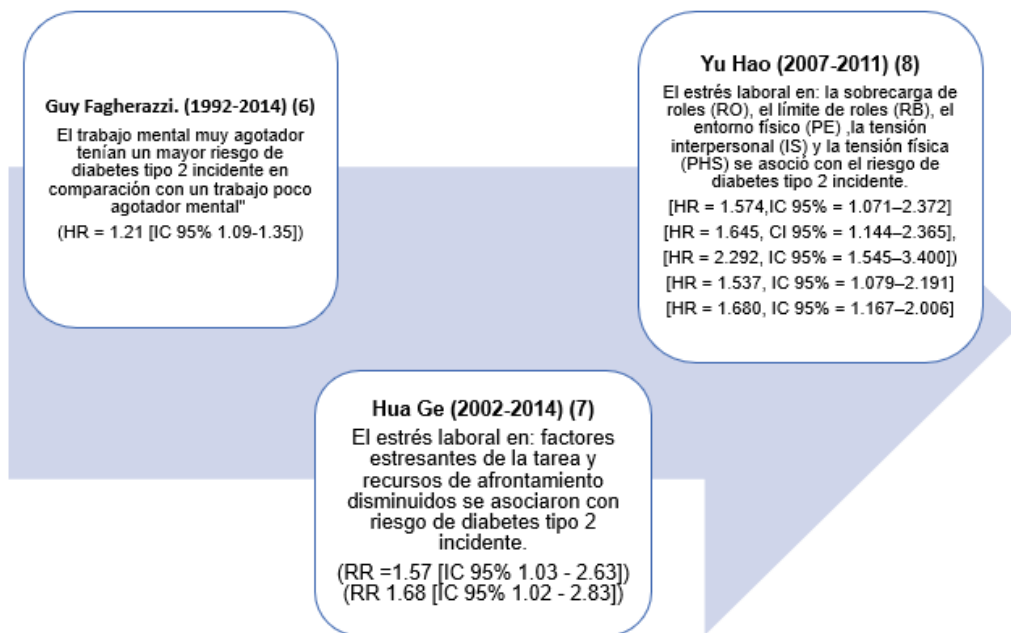 Guy Fagherazzi. (1992-2014) (6)
El trabajo mental muy agotador
tenían un mayor riesgo de
diabetes tipo 2 incidente en
comparación con un trabajo poco
agotador mental"
(HR = 1.21 [IC 95% 1.09-1.35])
Hua Ge (2002-2014) (7)
El estrés laboral en: factores
estresantes de la tarea y
recursos de afrontamiento
disminuidos se asociaron con
riesgo de diabetes tipo 2
incidente.
(RR =1.57 [IC 95% 1.03 - 2.63])
(RR 1.68 [IC 95% 1.02 - 2.83])
Yu Hao (2007-2011) (8)
El estrés laboral en: la sobrecarga de
roles (RO), el límite de roles (RB), el
entorno físico (PE) ,la tensión
interpersonal (IS) y la tensión física
(PHS) se asoció con el riesgo de
diabetes tipo 2 incidente.
[HR = 1.574,IC 95% = 1.071–2.372]
[HR = 1.645, CI 95% = 1.144–2.365],
[HR = 2.292, IC 95% = 1.545–3.400])
[HR = 1.537, IC 95% = 1.079–2.191]
[HR = 1.680, IC 95% = 1.167–2.006]